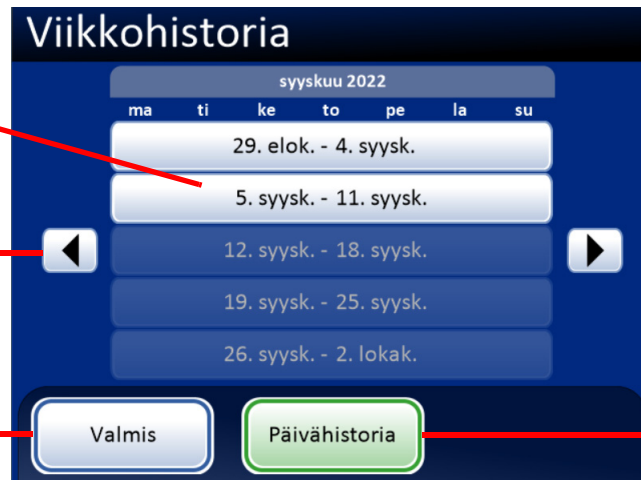 Viikkohistoria
syyskuu 2022
ma ti ke to pe la su
29. elok. - 4. syysk.
5. syysk. - 11. syysk.
12. syysk. - 18. syysk.
19. syysk. - 25. syysk.
26. syysk. - 2. lokak.
Valmis Päivähistoria